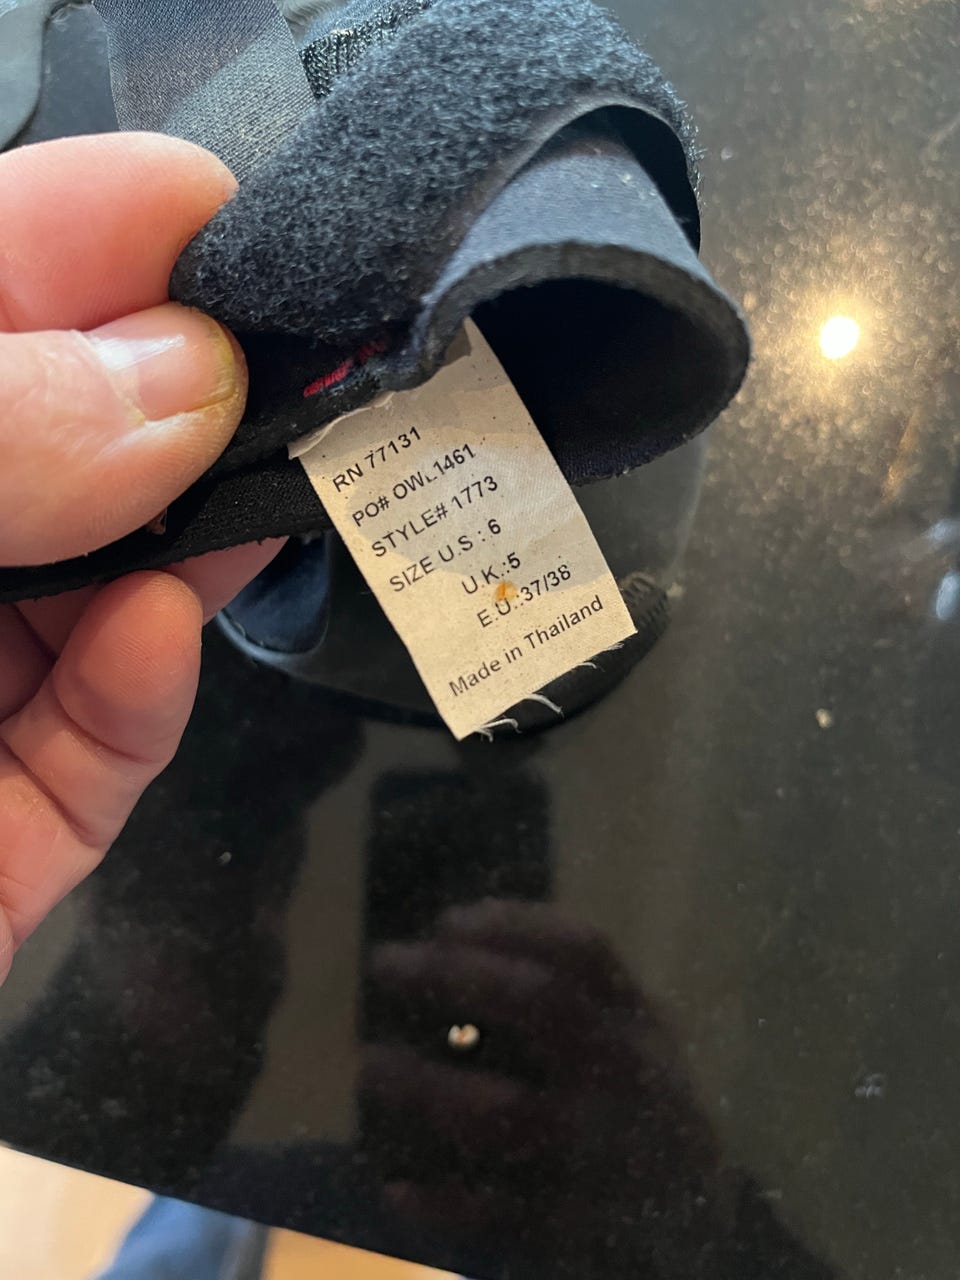 RN 77131
PO# OWL1461
STYLE# 1773
SIZE U.S : 6
U.K.:5
E.U.:37/38
Made in Thailand